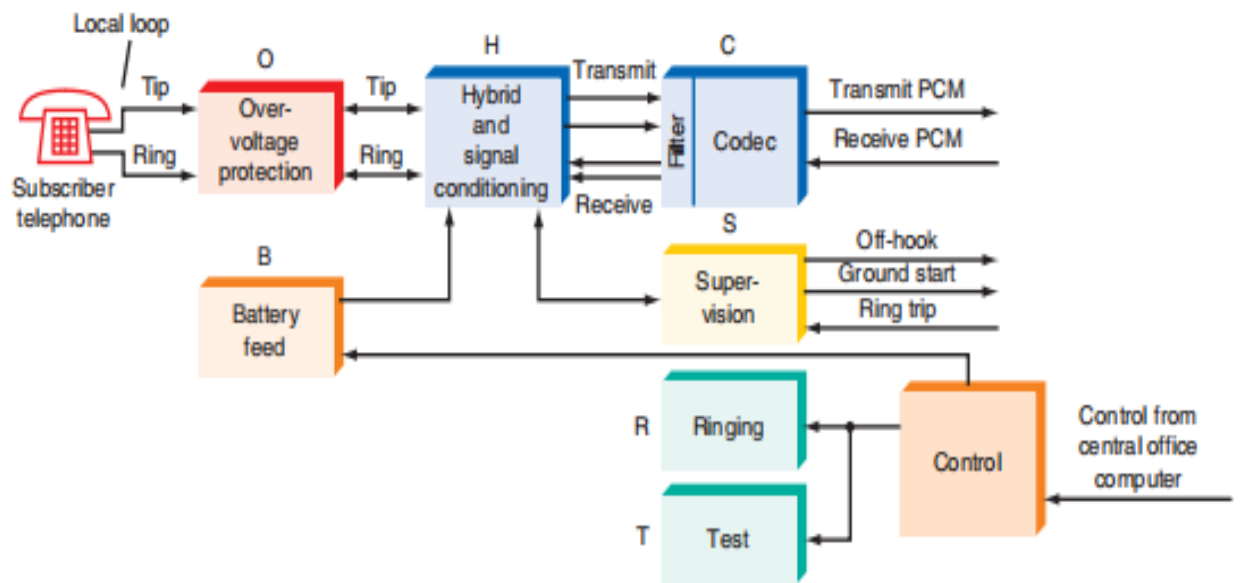 Local loop
O
H
C
Tip
Tip
Transmit
Transmit PCM
Over-
voltage
protection
Hybrid
and
signal
conditioning
Filter
Codec
Receive PCM
Ring
Ring
Receive
Subscriber
telephone
B
S
Battery
feed
Super-
vision
Off-hook
Ground start
Ring trip
R
Ringing
Control
Control from
central office
computer
T
Test